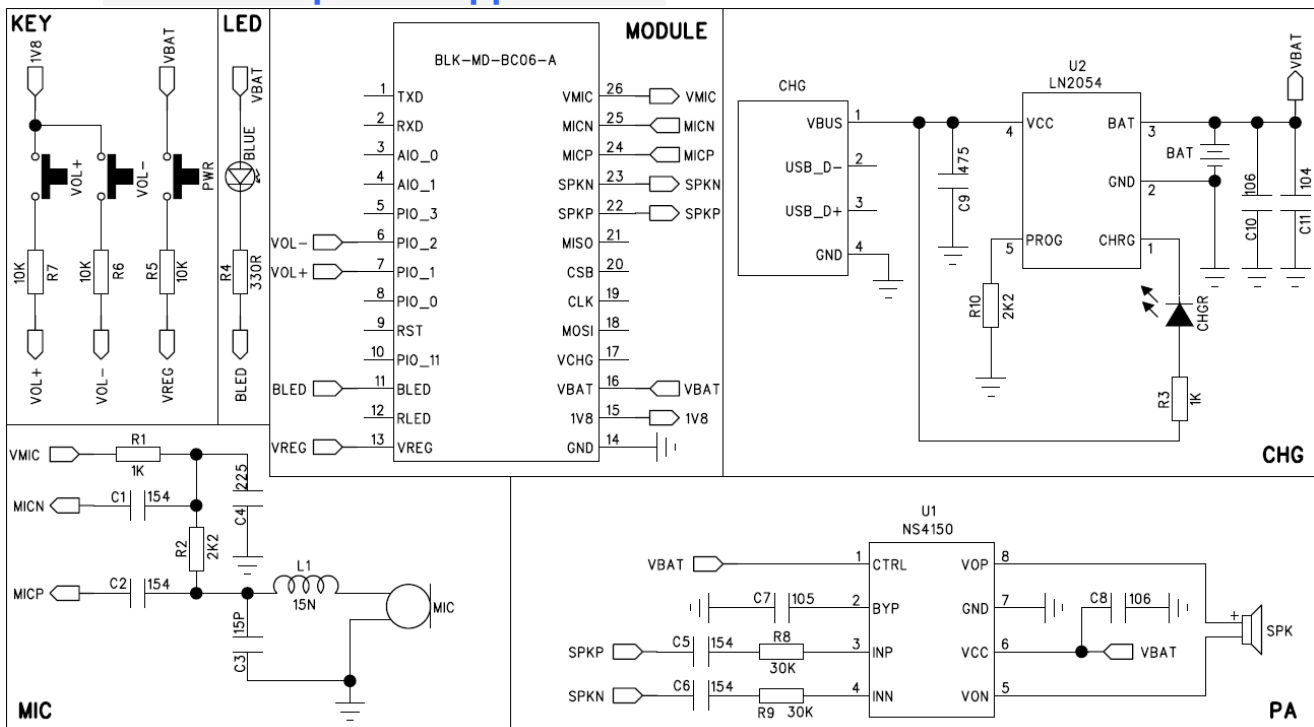 KEY
1V8
VBAT
VOL+
VOL-
PWR
10K
R7
10K
R6
R5
10K
VOL+
VOL-
VREG
LED
VBAT
BLUE
R4
330R
BLED
MODULE
BLK-MD-BC06-A
1 TXD
2 RXD
3 AIO_0
4 AIO_1
5 PIO_3
VOL- 6 PIO_2
VOL+ 7 PIO_1
8 PIO_0
9 RST
10 PIO_11
BLED 11 BLED
12 RLED
VREG 13 VREG
VMIC 26 VMIC
MICN 25 MICN
MICP 24 MICP
SPKN 23 SPKN
SPKP 22 SPKP
MISO 21
CSB 20
CLK 19
MOSI 18
VCHG 17
VBAT 16 VBAT
1V8 15 1V8
GND 14
CHG
VBUS 1
USB_D- 2
USB_D+ 3
GND 4
C9
475
U2
LN2054
4 VCC
5 PROG
BAT 3
GND 2
CHRG 1
R10
2K2
BAT
VBAT
106
C10
104
C11
CHGR
R3
1K
CHG
VMIC
R1
1K
MICN
C1 154
225
C4
R2
2K2
MICP
C2 154
L1
15N
MIC
15P
C3
MIC
U1
NS4150
VBAT 1 CTRL
C7 105 2 BYP
SPKP C5 154 R8 3 INP
30K
SPKN C6 154 4 INN
R9 30K
VOP 8
GND 7
VCC 6
VON 5
C8 106
VBAT
+
SPK
PA